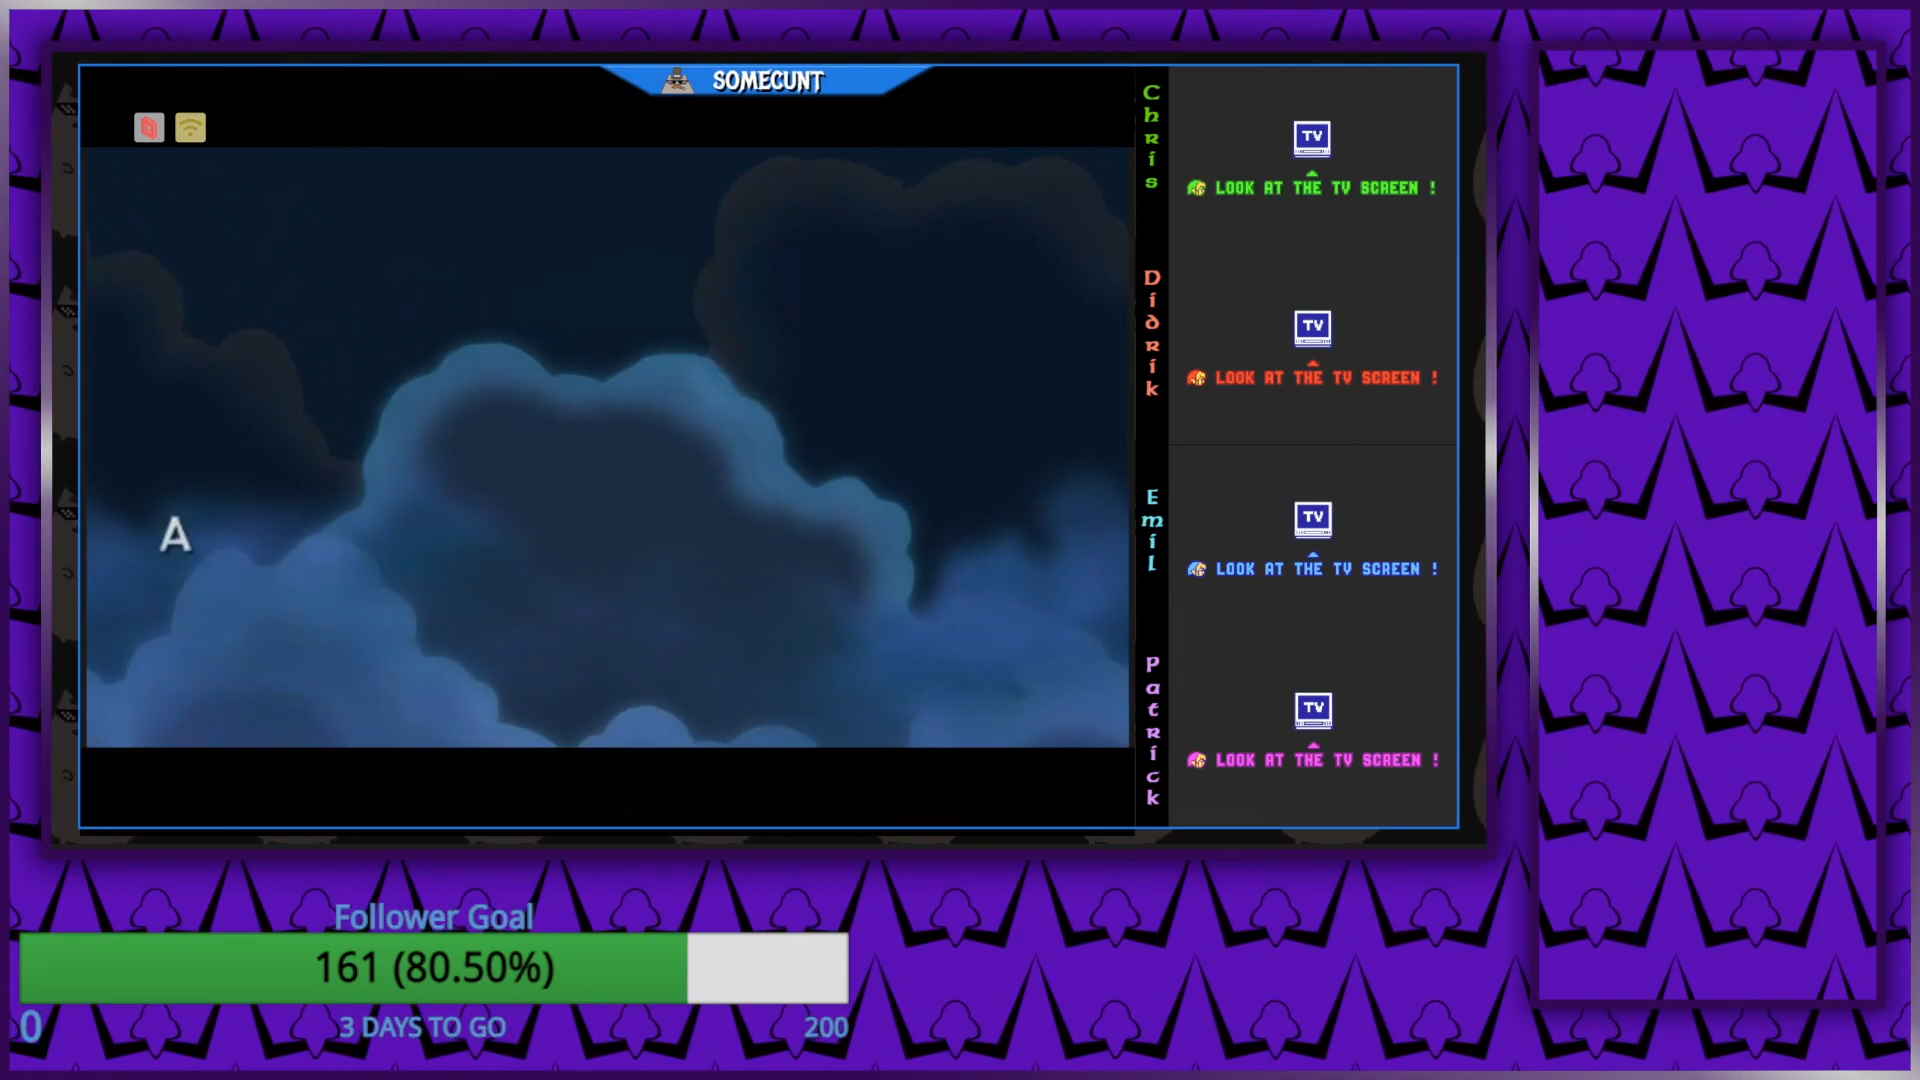 SOMECUNT
Chris
TV
LOOK AT THE TV SCREEN !
Didrik
TV
LOOK AT THE TV SCREEN !
A
Emil
TV
LOOK AT THE TV SCREEN !
Patrick
TV
LOOK AT THE TV SCREEN !
Follower Goal
161 (80.50%)
0
3 DAYS TO GO
200